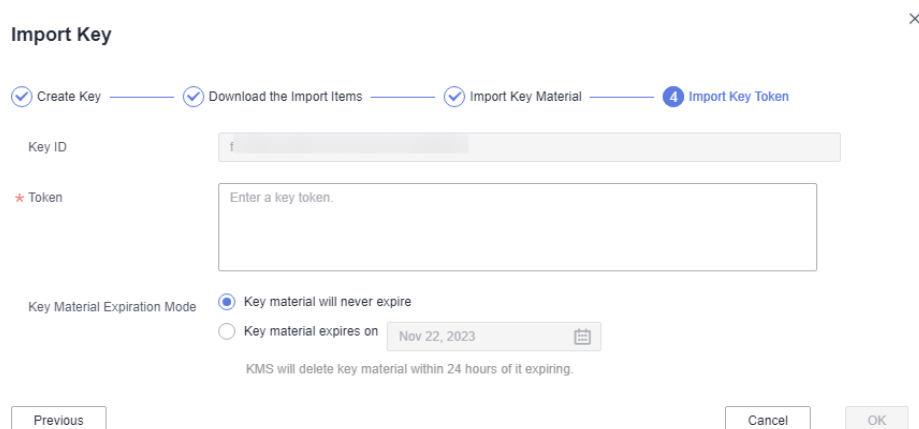 Import Key
Create Key Download the Import Items Import Key Material 4 Import Key Token
Key ID f
* Token Enter a key token.
Key Material Expiration Mode Key material will never expire
Key material expires on Nov 22, 2023
KMS will delete key material within 24 hours of it expiring.
Previous Cancel OK